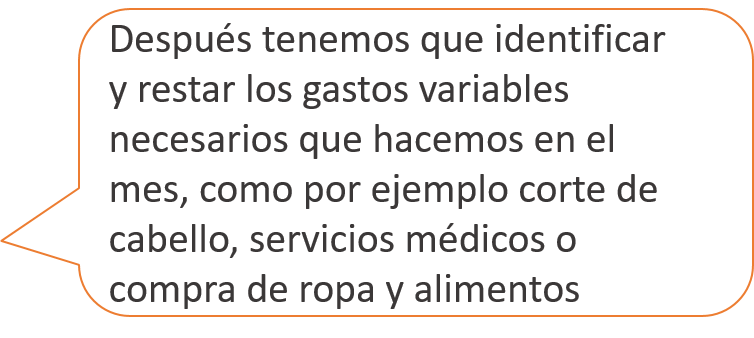 Después tenemos que identificar
y restar los gastos variables
necesarios que hacemos en el
mes, como por ejemplo corte de
cabello, servicios médicos o
compra de ropa y alimentos